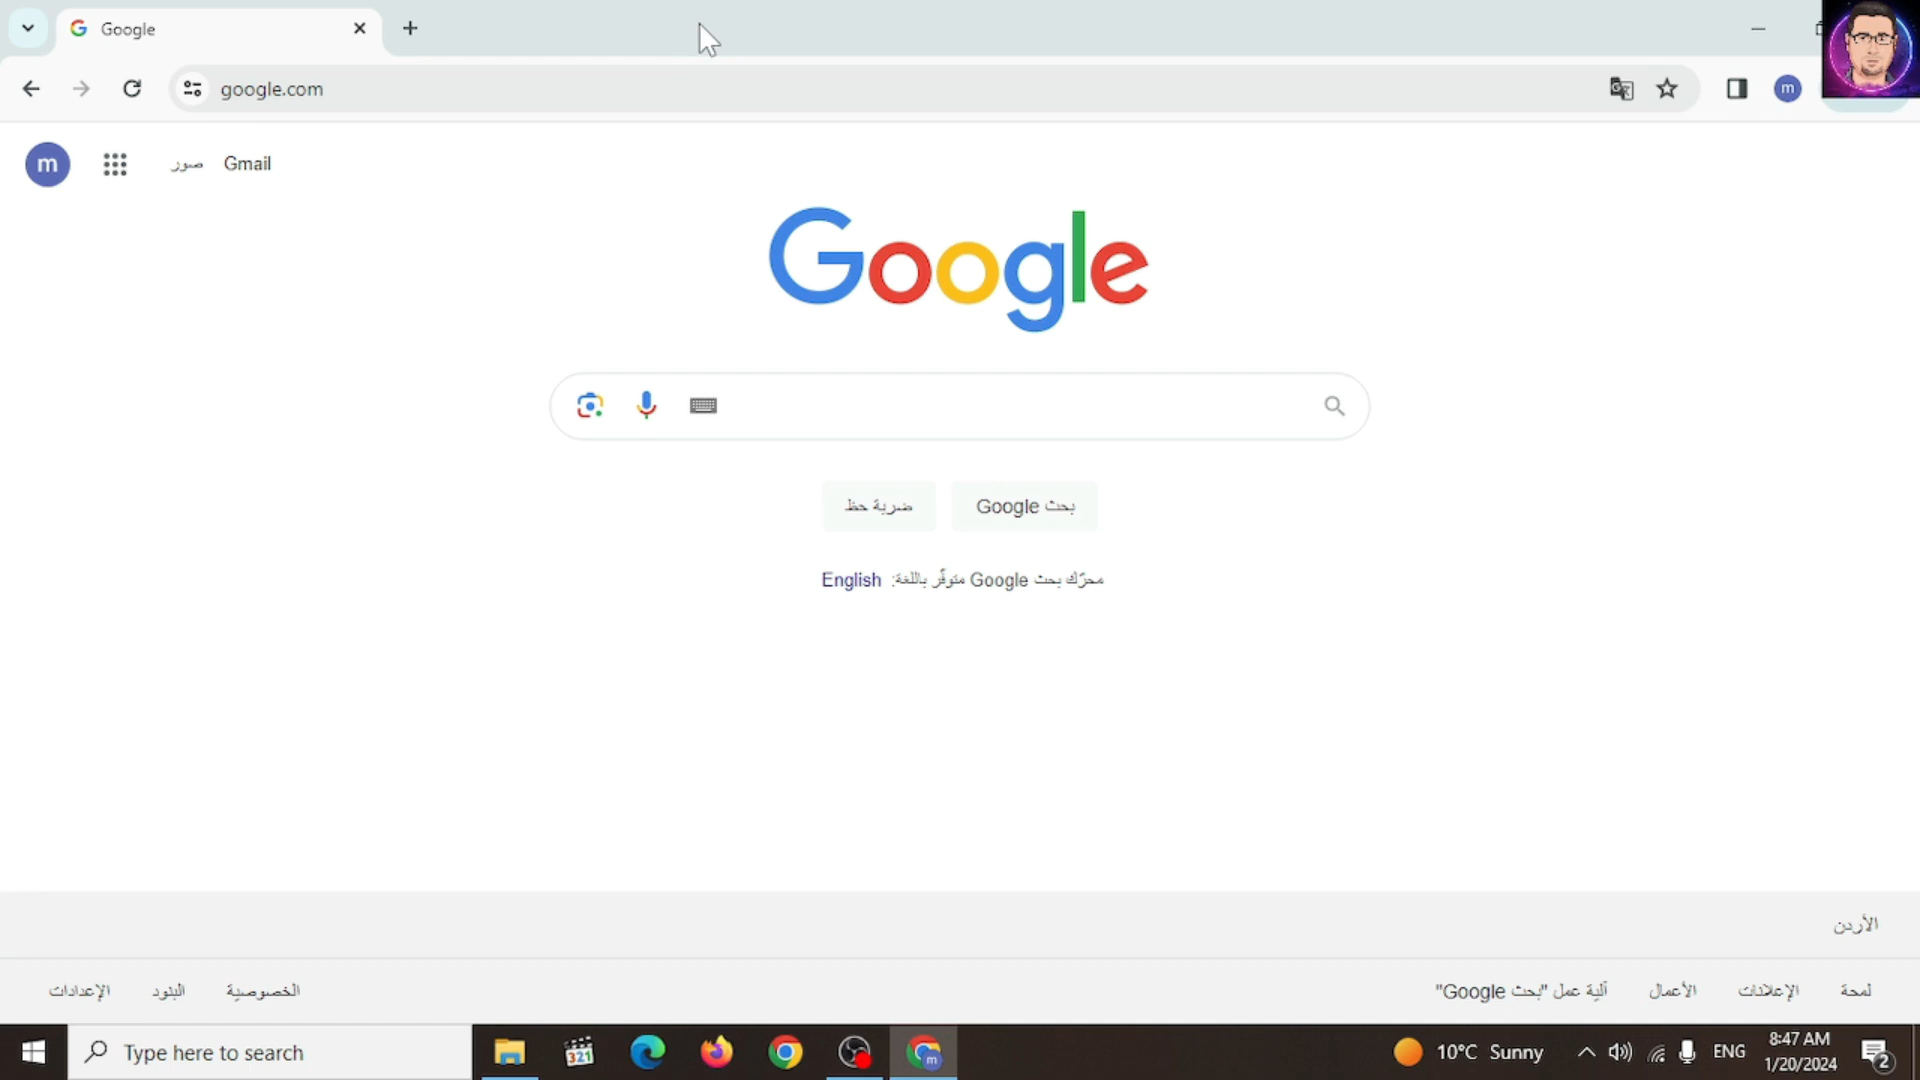 Google
google.com
m
m
صور
Gmail
Google
بحث Google
ضربة حظ
محرّك بحث Google متوفّر باللغة: English
الأردن
لمحة
الإعلانات
الأعمال
آلية عمل "بحث Google"
الخصوصية
البنود
الإعدادات
Type here to search
321
m
10°C Sunny
ENG
8:47 AM
1/20/2024
2